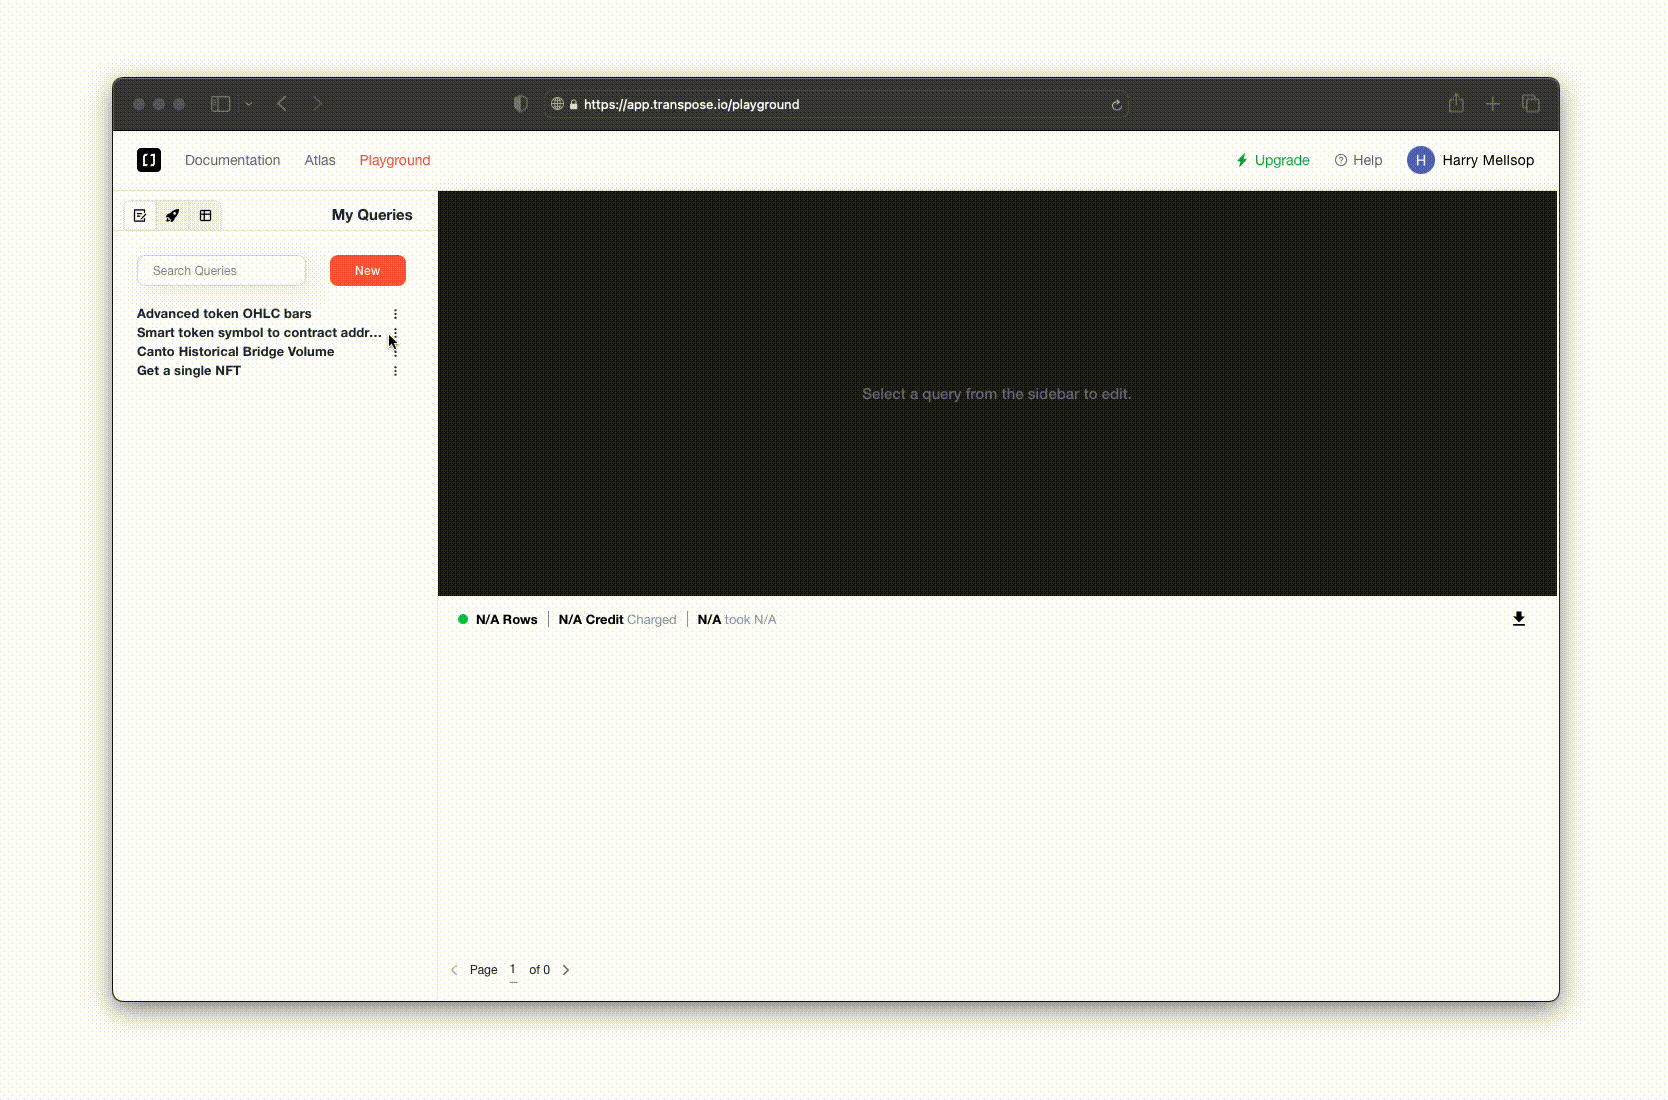 https://app.transpose.io/playground
Documentation Atlas Playground Upgrade Help H Harry Mellsop
My Queries
Search Queries New
Advanced token OHLC bars
Smart token symbol to contract addr...
Canto Historical Bridge Volume
Get a single NFT
Select a query from the sidebar to edit.
N/A Rows N/A Credit Charged N/A took N/A
Page 1 of 0